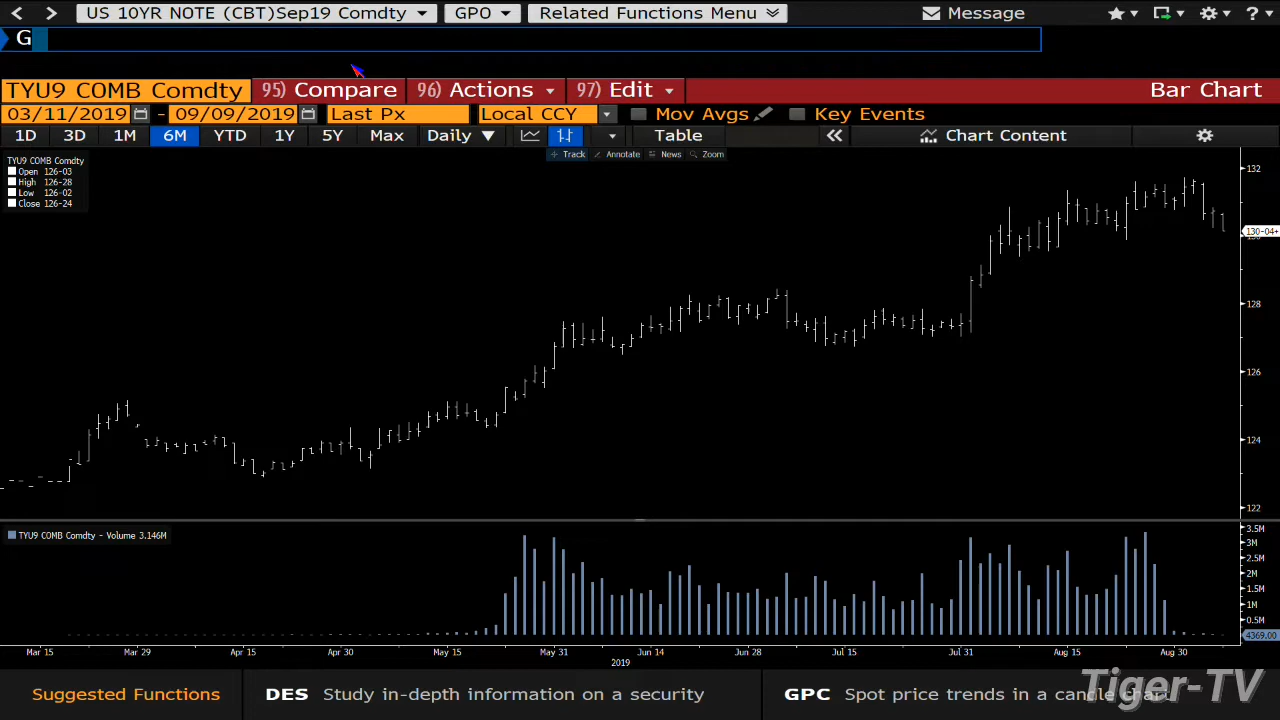 US 10YR NOTE (CBT)Sep19 Comdty GPO Related Functions Menu Message ?
G
TYU9 COMB Comdty 95) Compare 96) Actions 97) Edit Bar Chart
03/11/2019 - 09/09/2019 Last Px Local CCY Mov Avgs Key Events
1D 3D 1M 6M YTD 1Y 5Y Max Daily Table Chart Content
Track Annotate News Zoom
TYU9 COMB Comdty
Open 126-03
High 126-28
Low 126-02
Close 126-24
132
130-04+
130
128
126
124
122
TYU9 COMB Comdty - Volume 3.146M
3.5M
3M
2.5M
2M
1.5M
1M
0.5M
4369.00
Mar 15 Mar 29 Apr 15 Apr 30 May 15 May 31 Jun 14 Jun 28 Jul 15 Jul 31 Aug 15 Aug 30
2019
Suggested Functions DES Study in-depth information on a security GPC Spot price trends in a candle chart
Tiger-TV